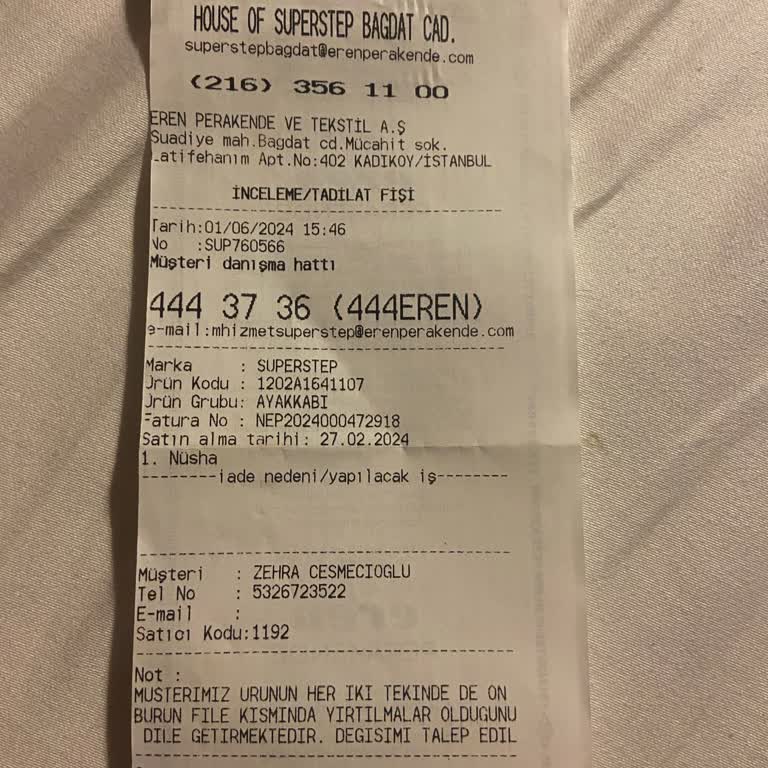 HOUSE OF SUPERSTEP BAGDAT CAD.
superstepbagdat@erenperakende.com
(216) 356 11 00
EREN PERAKENDE VE TEKSTİL A.Ş
Suadiye mah.Bagdat cd.Mücahit sok.
Latifehanım Apt.No:402 KADIKOY/İSTANBUL
İNCELEME/TADİLAT FİŞİ
Tarih:01/06/2024 15:46
No :SUP760566
Müşteri danışma hattı
444 37 36 (444EREN)
e-mail:mhizmetsuperstep@erenperakende.com
Marka : SUPERSTEP
Ürün Kodu : 1202A1641107
Ürün Grubu: AYAKKABI
Fatura No : NEP2024000472918
Satın alma tarihi: 27.02.2024
1. Nüsha
--------iade nedeni/yapılacak iş--------
Müşteri : ZEHRA CESMECIOGLU
Tel No : 5326723522
E-mail :
Satıcı Kodu:1192
Not :
MUSTERIMIZ URUNUN HER IKI TEKINDE DE ON
BURUN FILE KISMINDA YIRTILMALAR OLDUGUNU
DILE GETIRMEKTEDIR. DEGISIMI TALEP EDIL